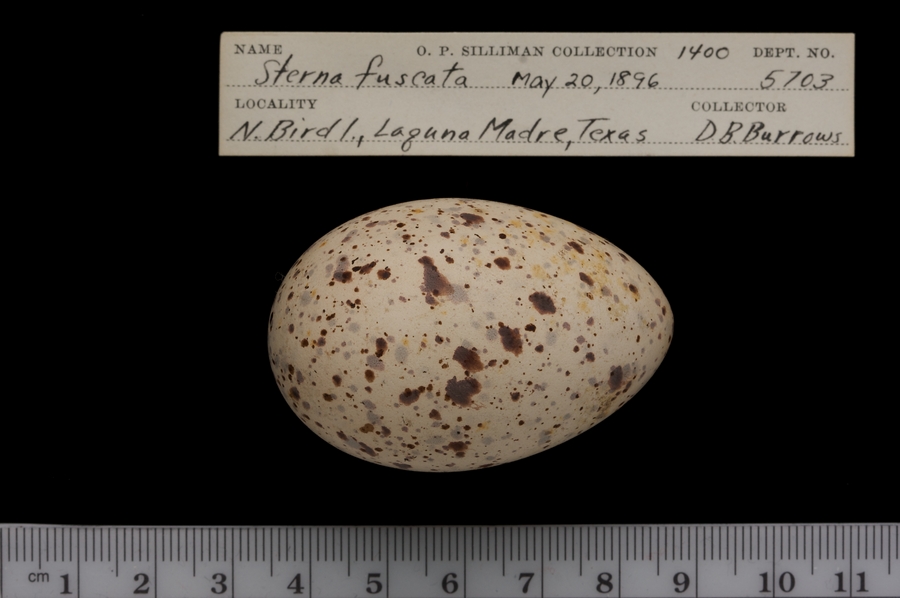 NAME O. P. SILLIMAN COLLECTION 1400 DEPT. NO.
Sterna fuscata May 20, 1896 5703
LOCALITY COLLECTOR
N. Bird I., Laguna Madre, Texas D.B. Burrows
cm 1 2 3 4 5 6 7 8 9 10 11